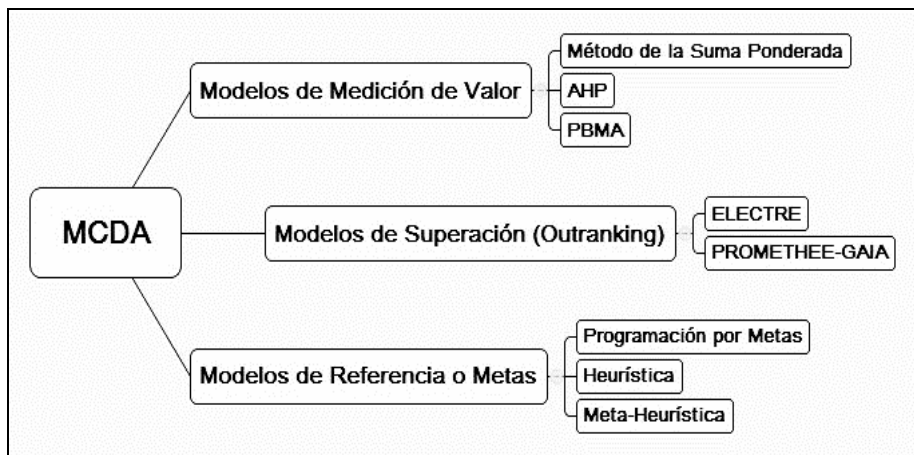 MCDA
Modelos de Medición de Valor
Método de la Suma Ponderada
AHP
PBMA
Modelos de Superación (Outranking)
ELECTRE
PROMETHEE-GAIA
Modelos de Referencia o Metas
Programación por Metas
Heurística
Meta-Heurística